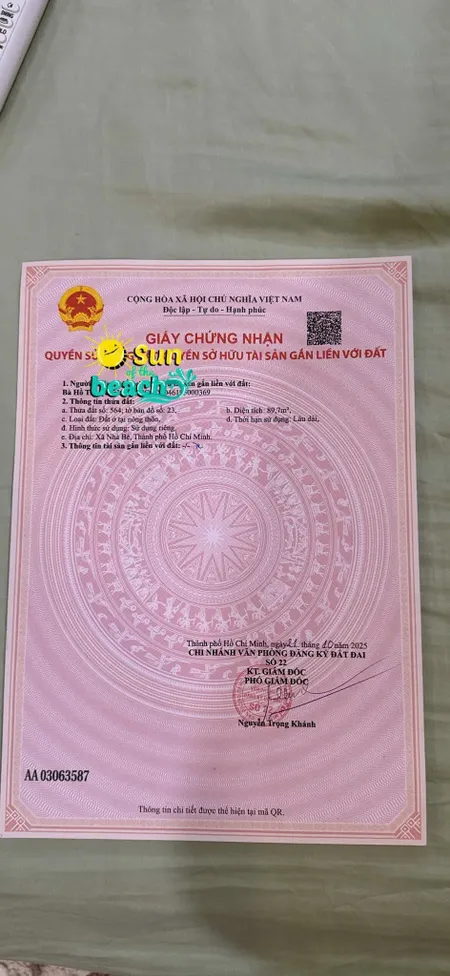 CỘNG HÒA XÃ HỘI CHỦ NGHĨA VIỆT NAM
Độc lập - Tự do - Hạnh phúc
GIẤY CHỨNG NHẬN
QUYỀN SỞ HỮU TÀI SẢN GẮN LIỀN VỚI ĐẤT
Sun
of the
beach
1. Người sản gắn liền với đất:
Bà Hồ
2. Thông tin thửa đất:
a. Thửa đất số: 564; tờ bản đồ số: 23,
b. Diện tích: 89,7m²,
c. Loại đất: Đất ở tại nông thôn,
d. Thời hạn sử dụng: Lâu dài,
đ. Hình thức sử dụng: Sử dụng riêng,
e. Địa chỉ: Xã Nhà Bè, Thành phố Hồ Chí Minh.
3. Thông tin tài sản gắn liền với đất: -/-
Thành phố Hồ Chí Minh, ngày 21 tháng 10 năm 2025
CHI NHÁNH VĂN PHÒNG ĐĂNG KÝ ĐẤT ĐAI
SỐ 22
KT. GIÁM ĐỐC
PHÓ GIÁM ĐỐC
Nguyễn Trọng Khánh
AA 03063587
Thông tin chi tiết được thể hiện tại mã QR.